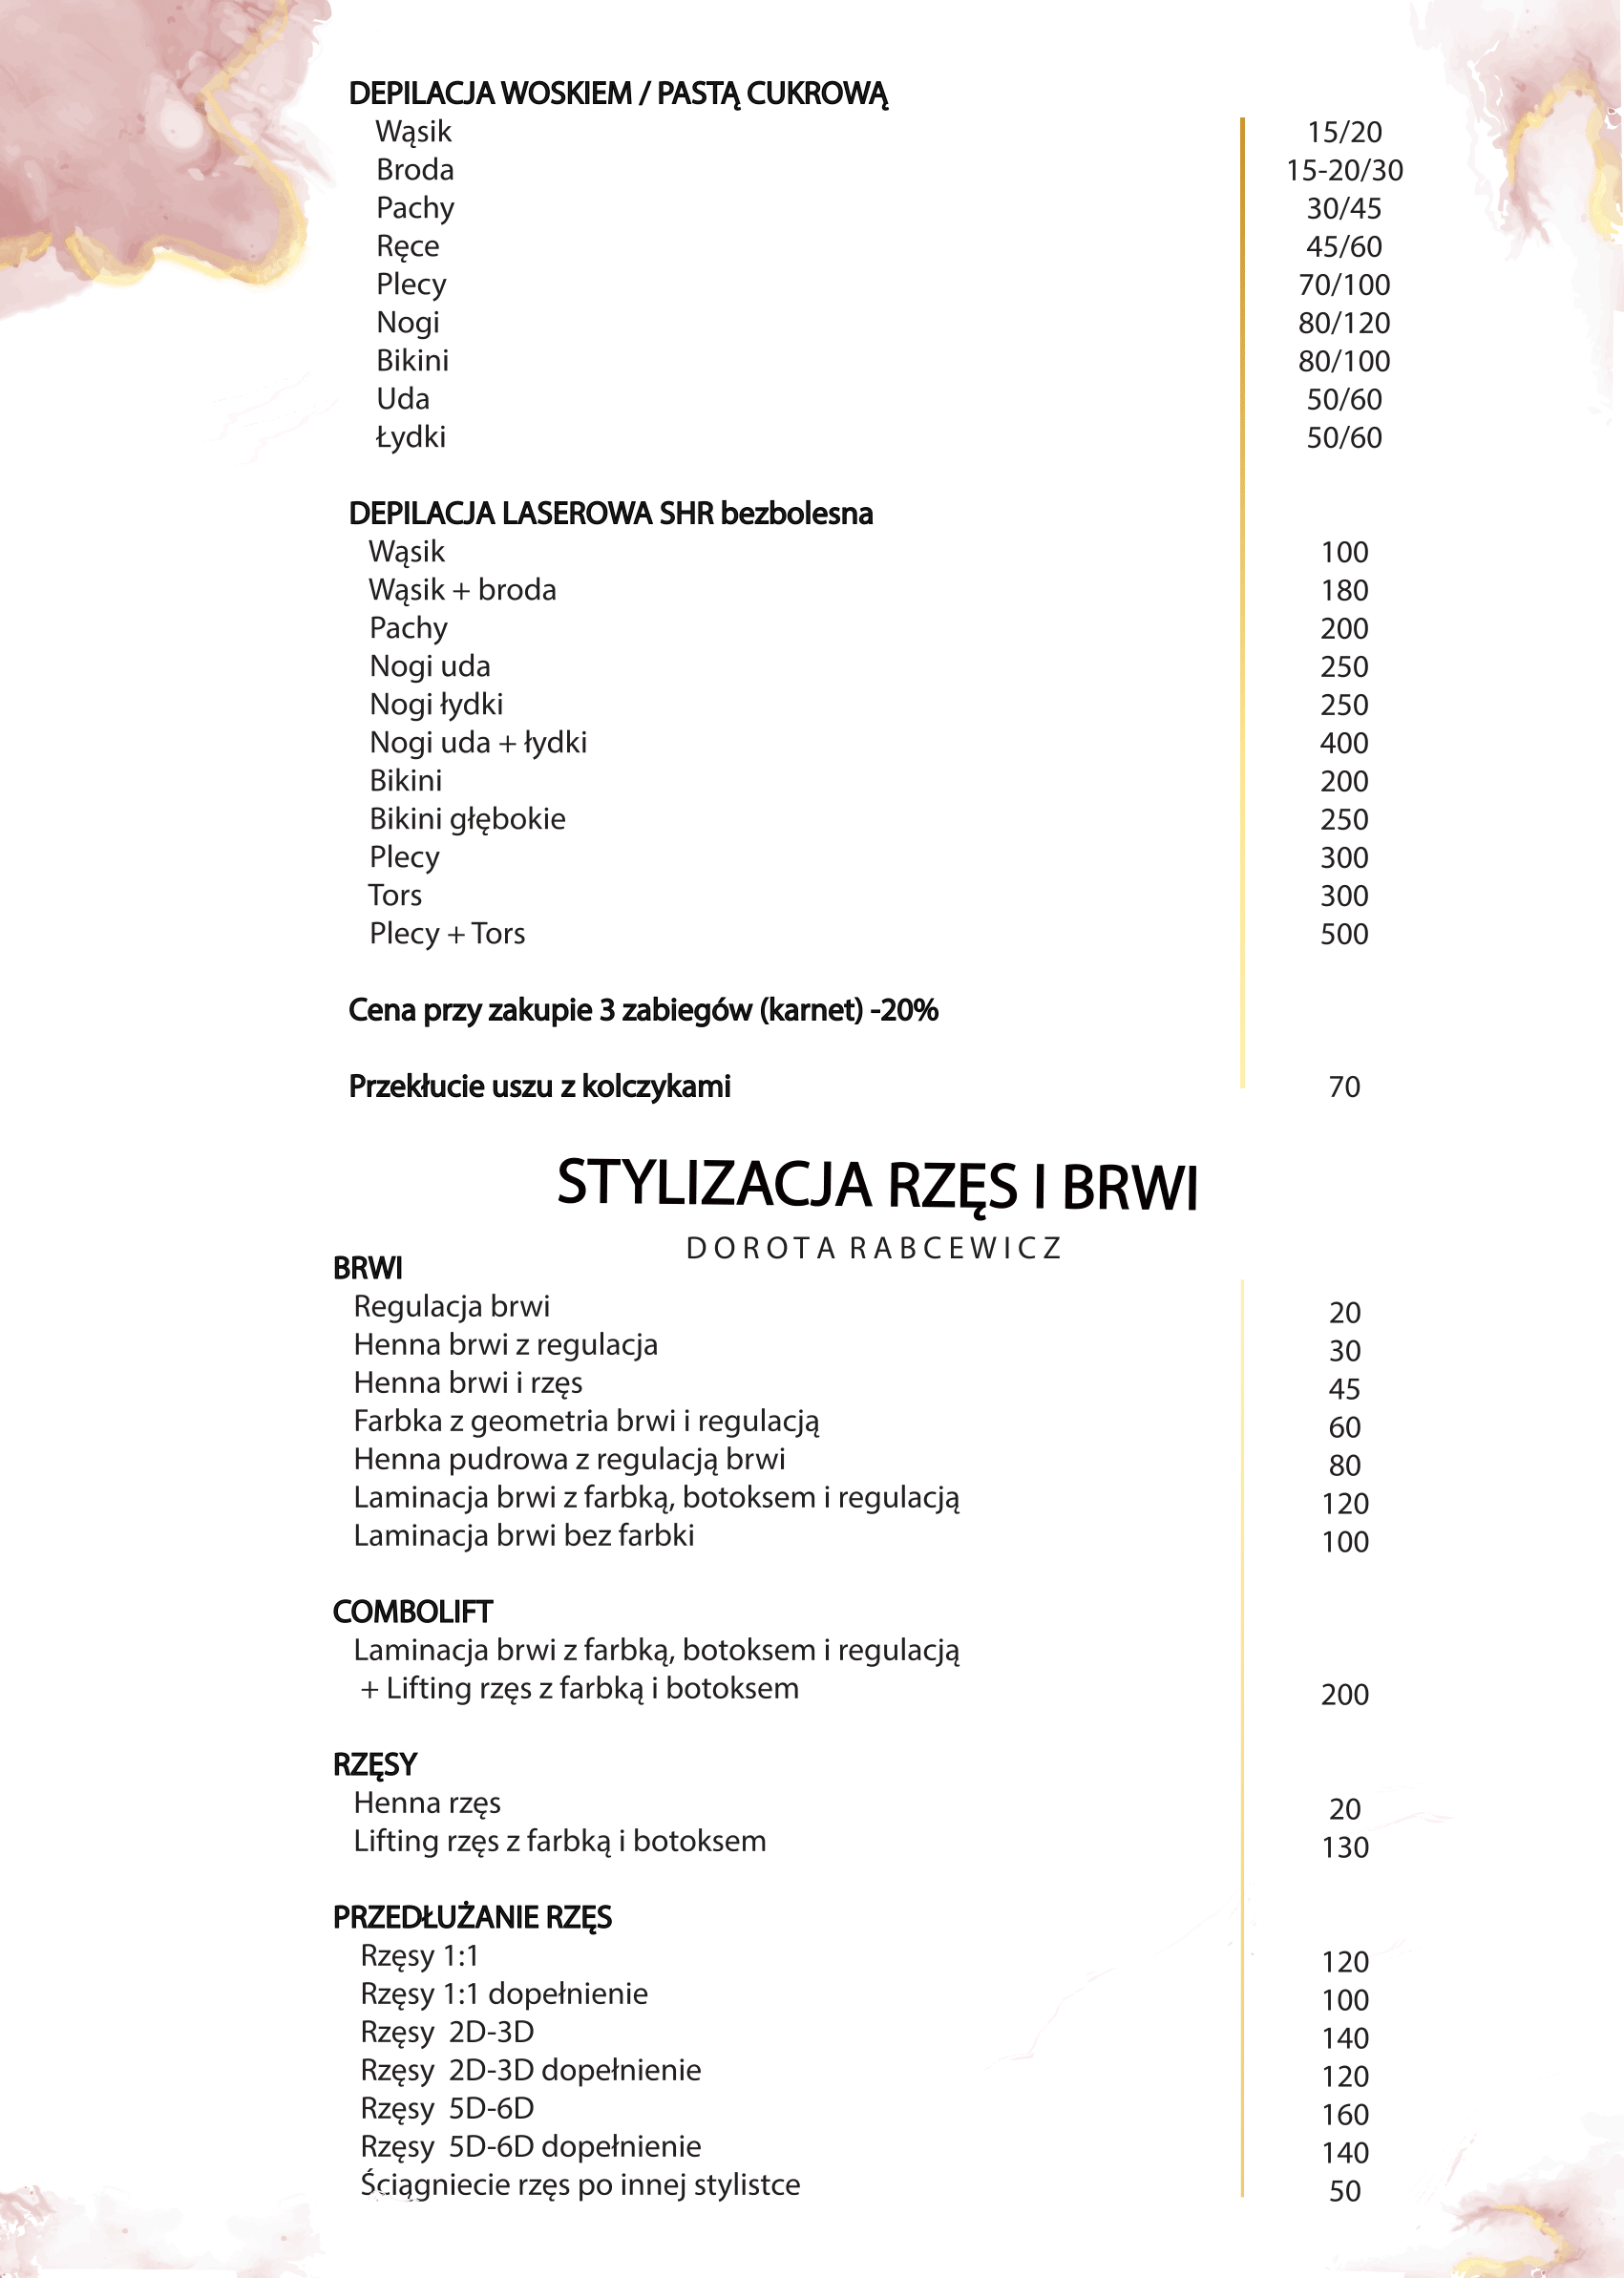 DEPILACJA WOSKIEM / PASTĄ CUKROWĄ
Wąsik 15/20
Broda 15-20/30
Pachy 30/45
Ręce 45/60
Plecy 70/100
Nogi 80/120
Bikini 80/100
Uda 50/60
Łydki 50/60
DEPILACJA LASEROWA SHR bezbolesna
Wąsik 100
Wąsik + broda 180
Pachy 200
Nogi uda 250
Nogi łydki 250
Nogi uda + łydki 400
Bikini 200
Bikini głębokie 250
Plecy 300
Tors 300
Plecy + Tors 500
Cena przy zakupie 3 zabiegów (karnet) -20%
Przekłucie uszu z kolczykami 70
STYLIZACJA RZĘS I BRWI
DOROTA RABCEWICZ
BRWI
Regulacja brwi 20
Henna brwi z regulacja 30
Henna brwi i rzęs 45
Farbka z geometria brwi i regulacją 60
Henna pudrowa z regulacją brwi 80
Laminacja brwi z farbką, botoksem i regulacją 120
Laminacja brwi bez farbki 100
COMBOLIFT
Laminacja brwi z farbką, botoksem i regulacją
+ Lifting rzęs z farbką i botoksem 200
RZĘSY
Henna rzęs 20
Lifting rzęs z farbką i botoksem 130
PRZEDŁUŻANIE RZĘS
Rzęsy 1:1 120
Rzęsy 1:1 dopełnienie 100
Rzęsy 2D-3D 140
Rzęsy 2D-3D dopełnienie 120
Rzęsy 5D-6D 160
Rzęsy 5D-6D dopełnienie 140
Ściągniecie rzęs po innej stylistce 50